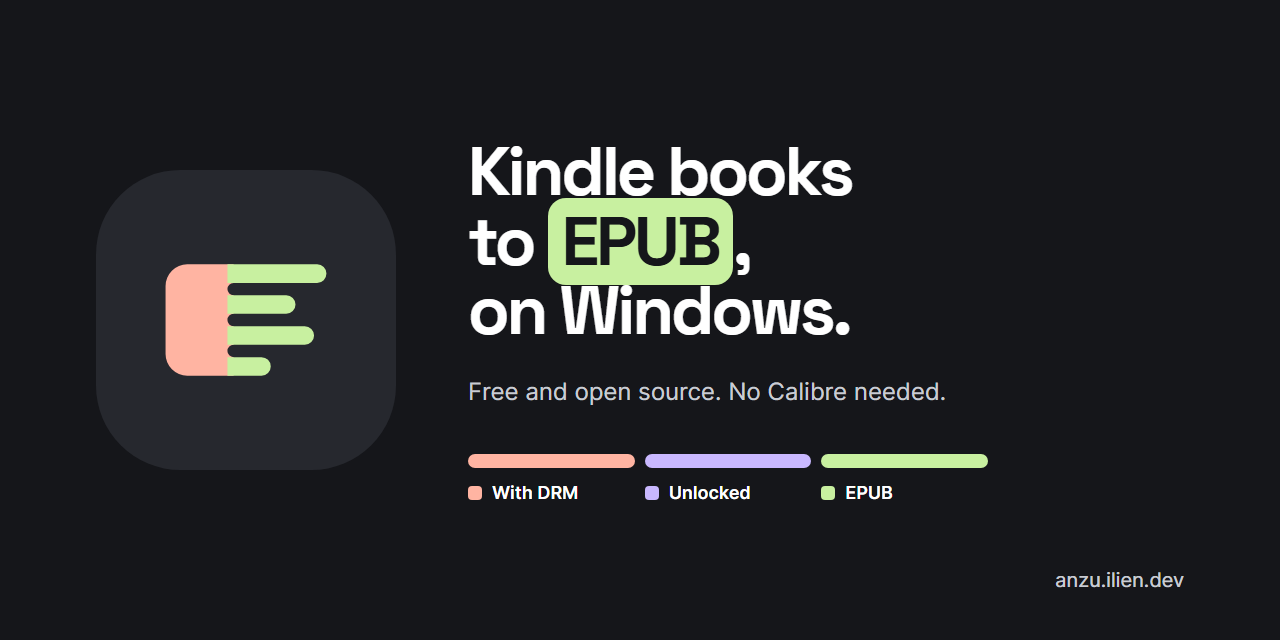 Kindle books
to EPUB,
on Windows.
Free and open source. No Calibre needed.
With DRM
Unlocked
EPUB
anzu.ilien.dev